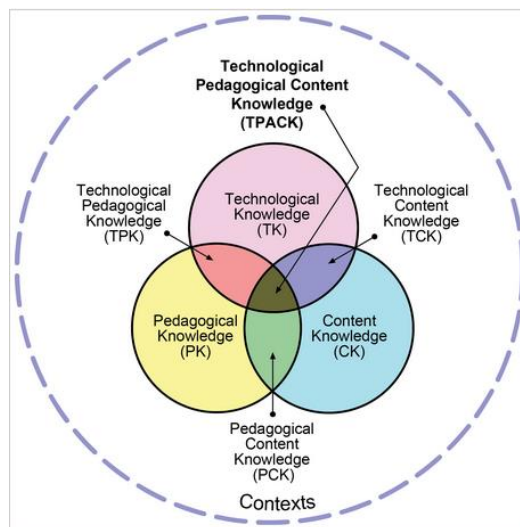 Technological
Pedagogical Content
Knowledge
(TPACK)
Technological
Pedagogical
Knowledge
(TPK)
Technological
Knowledge
(TK)
Technological
Content
Knowledge
(TCK)
Pedagogical
Knowledge
(PK)
Content
Knowledge
(CK)
Pedagogical
Content
Knowledge
(PCK)
Contexts